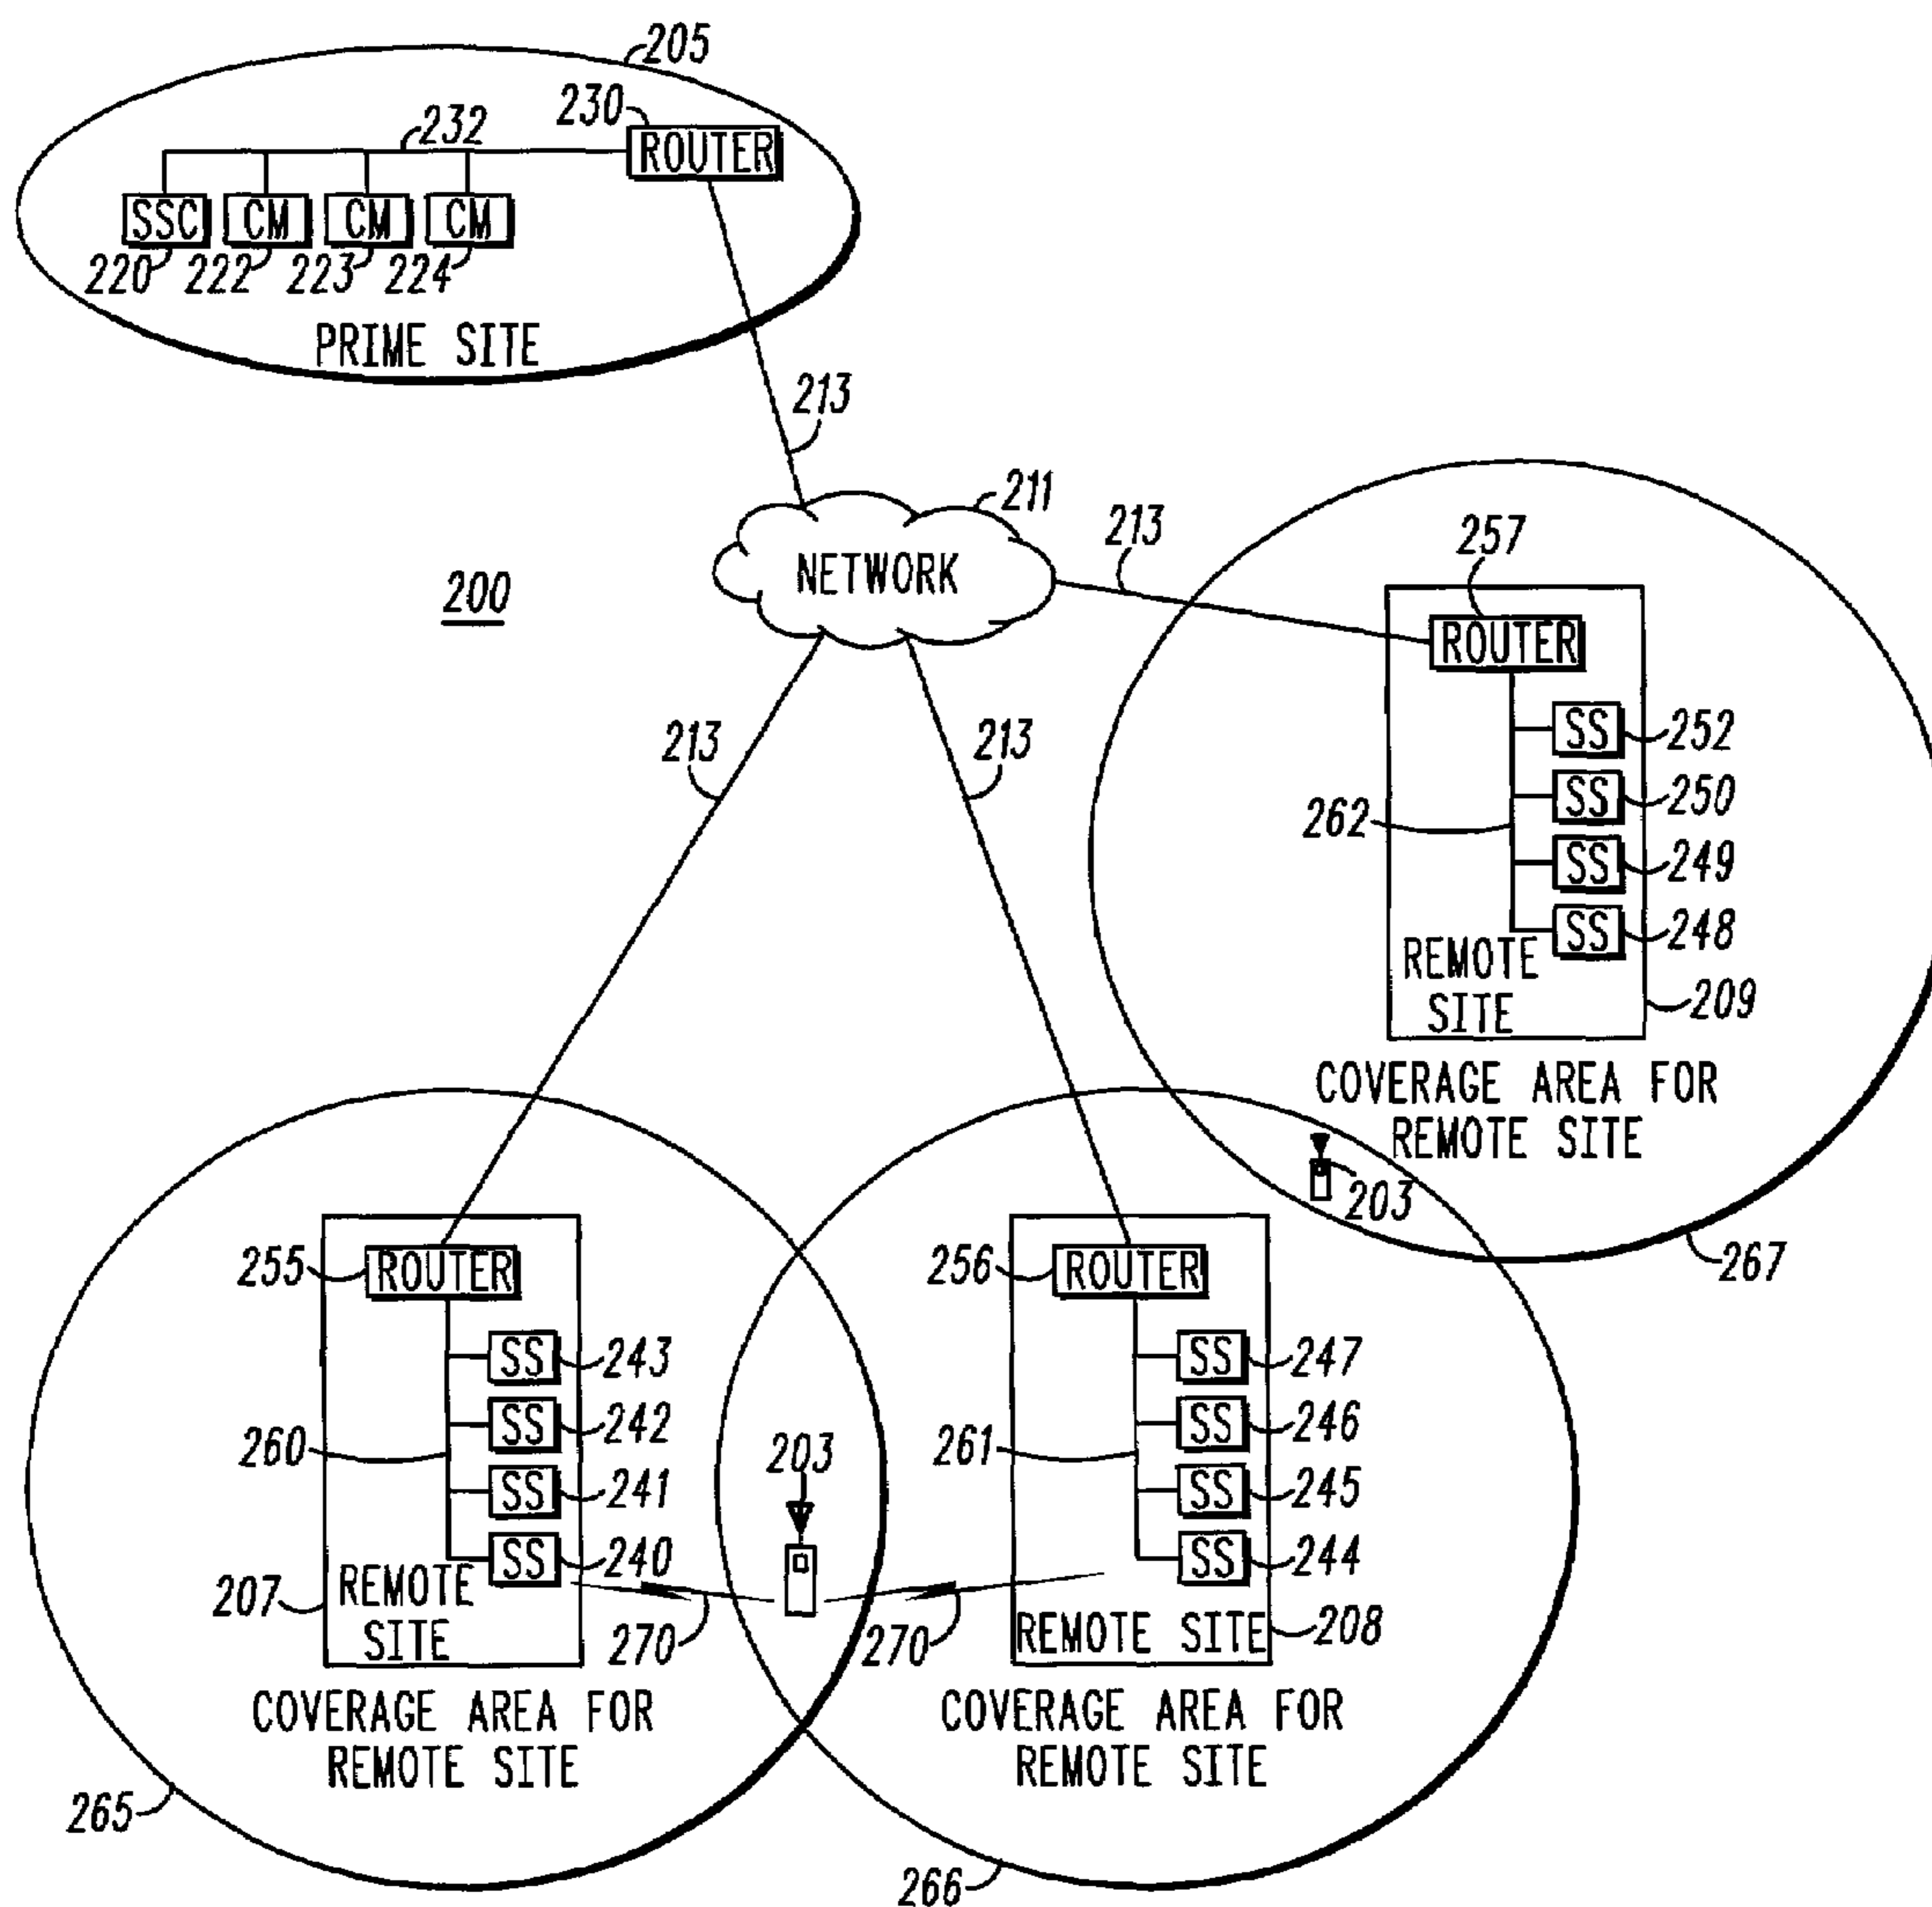 205
230
232
ROUTER
SSC CM CM CM
220 222 223 224
PRIME SITE
213
211
213
257
NETWORK
200
ROUTER
213
213
SS 252
SS 250
262
SS 249
SS 248
REMOTE
SITE
209
COVERAGE AREA FOR
REMOTE SITE
203
267
255
ROUTER
256
ROUTER
SS 243
SS 247
SS 242
SS 246
260
203
261
SS 241
SS 245
SS 240
SS 244
207
REMOTE
SITE
270
270
REMOTE SITE
208
COVERAGE AREA FOR
REMOTE SITE
COVERAGE AREA FOR
REMOTE SITE
265
266